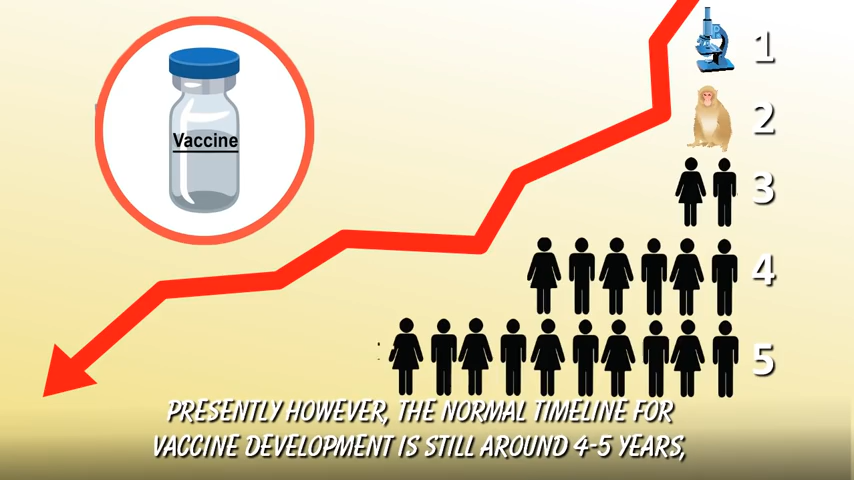 Vaccine
1
2
3
4
5
PRESENTLY HOWEVER, THE NORMAL TIMELINE FOR
VACCINE DEVELOPMENT IS STILL AROUND 4-5 YEARS,